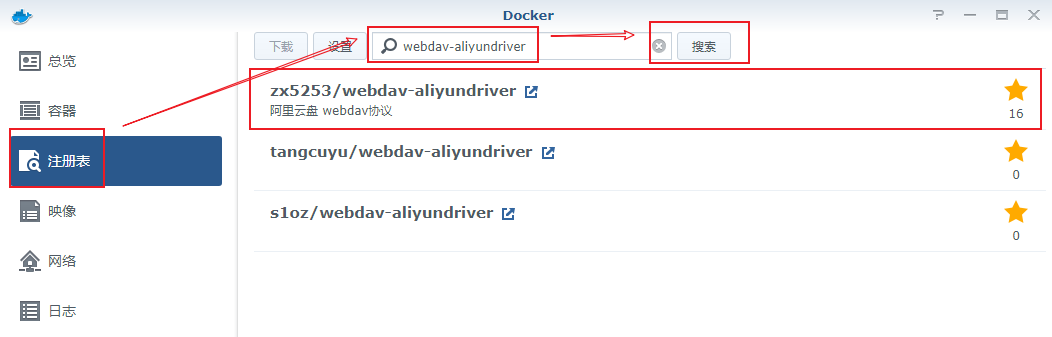 Docker
总览
容器
注册表
映像
网络
日志
下载 设置 webdav-aliyundriver 搜索
zx5253/webdav-aliyundriver
阿里云盘 webdav协议
16
tangcuyu/webdav-aliyundriver
0
s1oz/webdav-aliyundriver
0